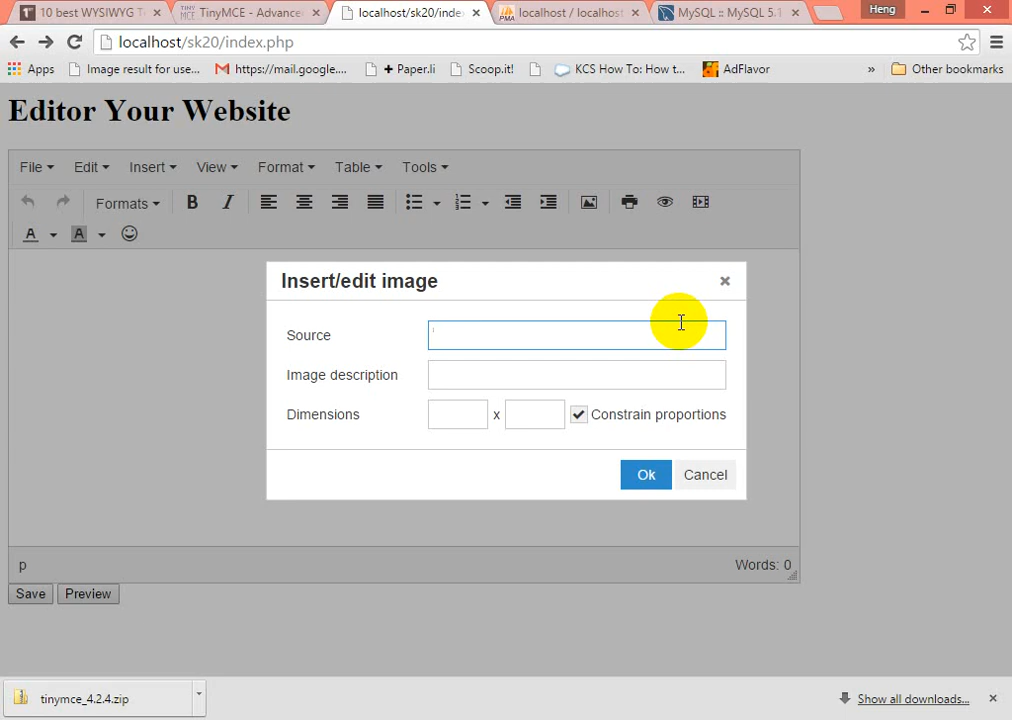 10 best WYSIWYG Te
TinyMCE - Advance
localhost/sk20/inde
localhost / localhost
MySQL :: MySQL 5.1
Heng
localhost/sk20/index.php
Apps
Image result for use...
https://mail.google....
+ Paper.li
Scoop.it!
KCS How To: How t...
AdFlavor
»
Other bookmarks
Editor Your Website
File Edit Insert View Format Table Tools
Formats B I
A A
Insert/edit image
Source
Image description
Dimensions x Constrain proportions
Ok Cancel
p Words: 0
Save Preview
tinymce_4.2.4.zip
Show all downloads...